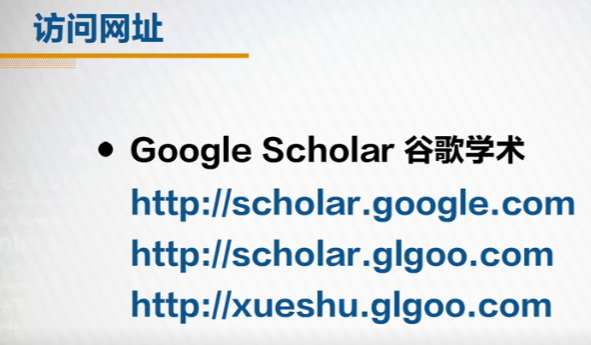 访问网址
• Google Scholar 谷歌学术
http://scholar.google.com
http://scholar.glgoo.com
http://xueshu.glgoo.com